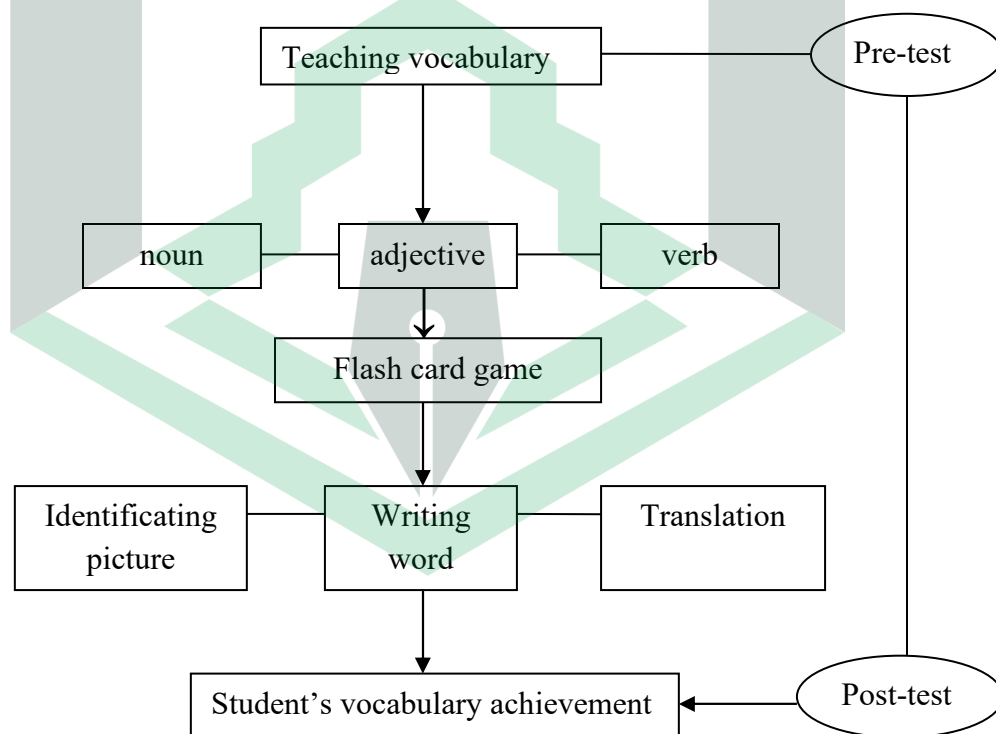 Teaching vocabulary
Pre-test
noun
adjective
verb
Flash card game
Identificating
picture
Writing
word
Translation
Student’s vocabulary achievement
Post-test